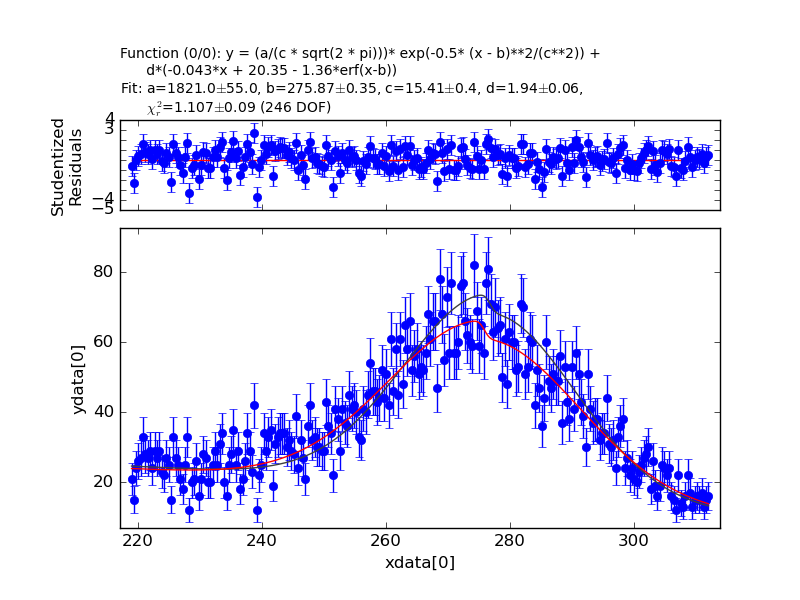 Function (0/0): y = (a/(c * sqrt(2 * pi)))* exp(-0.5* (x - b)**2/(c**2)) +
d*(-0.043*x + 20.35 - 1.36*erf(x-b))
Fit: a=1821.0±55.0, b=275.87±0.35, c=15.41±0.4, d=1.94±0.06,
χ²ᵣ=1.107±0.09 (246 DOF)
4
3
−4
−5
Studentized
Residuals
80
60
40
20
ydata[0]
220 240 260 280 300
xdata[0]